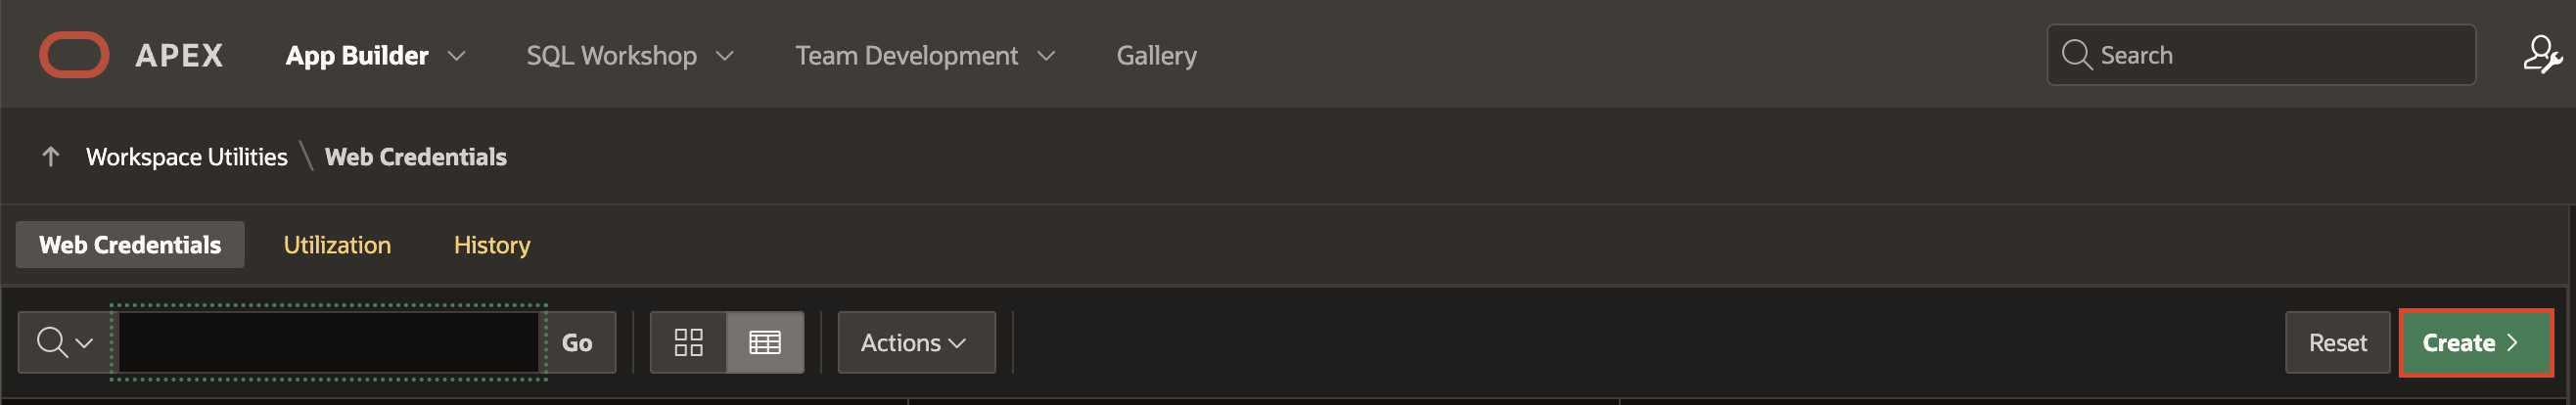 APEX App Builder SQL Workshop Team Development Gallery Search
Workspace Utilities \ Web Credentials
Web Credentials Utilization History
Go Actions Reset Create